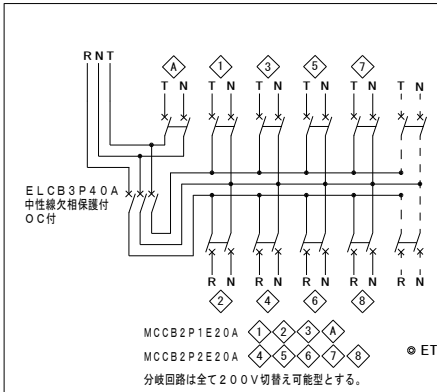 RNT
A 1 3 5 7
T N T N T N T N T N T N
ELCB3P40A
中性線欠相保護付
OC付
R N R N R N R N R N
2 4 6 8
MCCB2P1E20A 1 2 3 A
MCCB2P2E20A 4 5 6 7 8
分岐回路は全て200V切替え可能型とする。
◎ ET